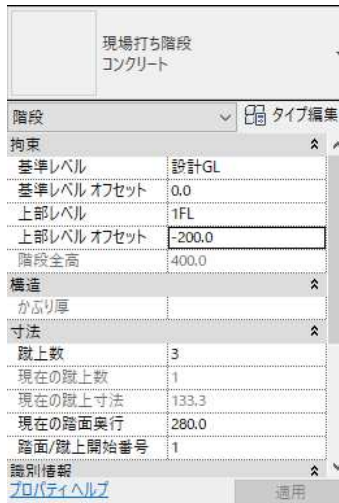 現場打ち階段
コンクリート
階段 タイプ編集
拘束
基準レベル 設計GL
基準レベル オフセット 0.0
上部レベル 1FL
上部レベル オフセット -200.0
階段全高 400.0
構造
かぶり厚
寸法
蹴上数 3
現在の蹴上数 1
現在の蹴上寸法 133.3
現在の踏面奥行 280.0
踏面/蹴上開始番号 1
識別情報
プロパティヘルプ 適用